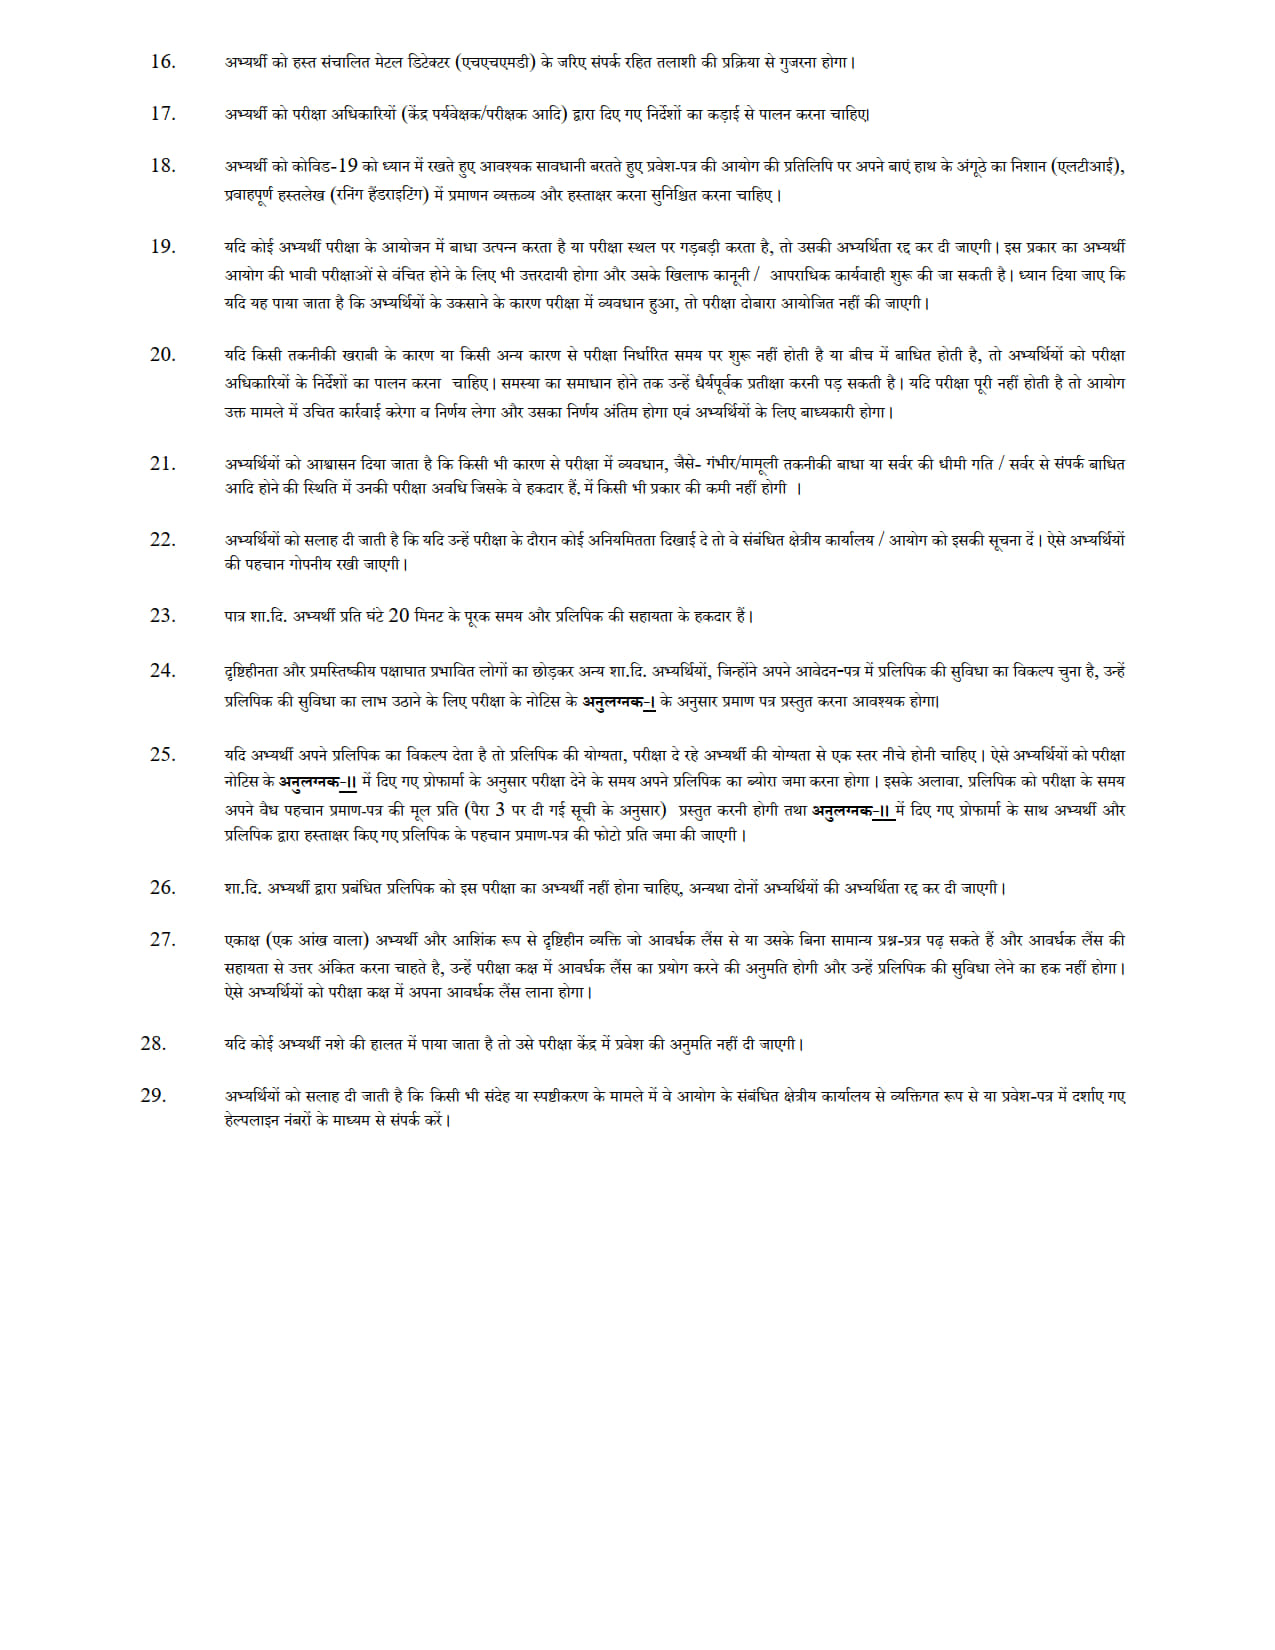 16. अभ्यर्थी को हस्त संचालित मेटल डिटेक्टर (एचएचएमडी) के जरिए संपर्क रहित तलाशी की प्रक्रिया से गुजरना होगा।
17. अभ्यर्थी को परीक्षा अधिकारियों (केंद्र पर्यवेक्षक/परीक्षक आदि) द्वारा दिए गए निर्देशों का कड़ाई से पालन करना चाहिए।
18. अभ्यर्थी को कोविड-19 को ध्यान में रखते हुए आवश्यक सावधानी बरतते हुए प्रवेश-पत्र की आयोग की प्रतिलिपि पर अपने बाएं हाथ के अंगूठे का निशान (एलटीआई),
प्रवाहपूर्ण हस्तलेख (रनिंग हैंडराइटिंग) में प्रमाणन व्यक्तव्य और हस्ताक्षर करना सुनिश्चित करना चाहिए।
19. यदि कोई अभ्यर्थी परीक्षा के आयोजन में बाधा उत्पन्न करता है या परीक्षा स्थल पर गड़बड़ी करता है, तो उसकी अभ्यर्थिता रद्द कर दी जाएगी। इस प्रकार का अभ्यर्थी
आयोग की भावी परीक्षाओं से वंचित होने के लिए भी उत्तरदायी होगा और उसके खिलाफ कानूनी / आपराधिक कार्यवाही शुरू की जा सकती है। ध्यान दिया जाए कि
यदि यह पाया जाता है कि अभ्यर्थियों के उकसाने के कारण परीक्षा में व्यवधान हुआ, तो परीक्षा दोबारा आयोजित नहीं की जाएगी।
20. यदि किसी तकनीकी खराबी के कारण या किसी अन्य कारण से परीक्षा निर्धारित समय पर शुरू नहीं होती है या बीच में बाधित होती है, तो अभ्यर्थियों को परीक्षा
अधिकारियों के निर्देशों का पालन करना चाहिए। समस्या का समाधान होने तक उन्हें धैर्यपूर्वक प्रतीक्षा करनी पड़ सकती है। यदि परीक्षा पूरी नहीं होती है तो आयोग
उक्त मामले में उचित कार्रवाई करेगा व निर्णय लेगा और उसका निर्णय अंतिम होगा एवं अभ्यर्थियों के लिए बाध्यकारी होगा।
21. अभ्यर्थियों को आश्वासन दिया जाता है कि किसी भी कारण से परीक्षा में व्यवधान, जैसे- गंभीर/मामूली तकनीकी बाधा या सर्वर की धीमी गति / सर्वर से संपर्क बाधित
आदि होने की स्थिति में उनकी परीक्षा अवधि जिसके वे हकदार हैं, में किसी भी प्रकार की कमी नहीं होगी ।
22. अभ्यर्थियों को सलाह दी जाती है कि यदि उन्हें परीक्षा के दौरान कोई अनियमितता दिखाई दे तो वे संबंधित क्षेत्रीय कार्यालय / आयोग को इसकी सूचना दें। ऐसे अभ्यर्थियों
की पहचान गोपनीय रखी जाएगी।
23. पात्र शा.दि. अभ्यर्थी प्रति घंटे 20 मिनट के पूरक समय और प्रलिपिक की सहायता के हकदार हैं।
24. दृष्टिहीनता और प्रमस्तिष्कीय पक्षाघात प्रभावित लोगों का छोड़कर अन्य शा.दि. अभ्यर्थियों, जिन्होंने अपने आवेदन-पत्र में प्रलिपिक की सुविधा का विकल्प चुना है, उन्हें
प्रलिपिक की सुविधा का लाभ उठाने के लिए परीक्षा के नोटिस के अनुलग्नक-I के अनुसार प्रमाण पत्र प्रस्तुत करना आवश्यक होगा।
25. यदि अभ्यर्थी अपने प्रलिपिक का विकल्प देता है तो प्रलिपिक की योग्यता, परीक्षा दे रहे अभ्यर्थी की योग्यता से एक स्तर नीचे होनी चाहिए। ऐसे अभ्यर्थियों को परीक्षा
नोटिस के अनुलग्नक-II में दिए गए प्रोफार्मा के अनुसार परीक्षा देने के समय अपने प्रलिपिक का ब्योरा जमा करना होगा। इसके अलावा, प्रलिपिक को परीक्षा के समय
अपने वैध पहचान प्रमाण-पत्र की मूल प्रति (पैरा 3 पर दी गई सूची के अनुसार) प्रस्तुत करनी होगी तथा अनुलग्नक-II में दिए गए प्रोफार्मा के साथ अभ्यर्थी और
प्रलिपिक द्वारा हस्ताक्षर किए गए प्रलिपिक के पहचान प्रमाण-पत्र की फोटो प्रति जमा की जाएगी।
26. शा.दि. अभ्यर्थी द्वारा प्रबंधित प्रलिपिक को इस परीक्षा का अभ्यर्थी नहीं होना चाहिए, अन्यथा दोनों अभ्यर्थियों की अभ्यर्थिता रद्द कर दी जाएगी।
27. एकाक्ष (एक आंख वाला) अभ्यर्थी और आशिंक रूप से दृष्टिहीन व्यक्ति जो आवर्धक लैंस से या उसके बिना सामान्य प्रश्न-प्रत्र पढ़ सकते हैं और आवर्धक लैंस की
सहायता से उत्तर अंकित करना चाहते है, उन्हें परीक्षा कक्ष में आवर्धक लैंस का प्रयोग करने की अनुमति होगी और उन्हें प्रलिपिक की सुविधा लेने का हक नहीं होगा।
ऐसे अभ्यर्थियों को परीक्षा कक्ष में अपना आवर्धक लैंस लाना होगा।
28. यदि कोई अभ्यर्थी नशे की हालत में पाया जाता है तो उसे परीक्षा केंद्र में प्रवेश की अनुमति नहीं दी जाएगी।
29. अभ्यर्थियों को सलाह दी जाती है कि किसी भी संदेह या स्पष्टीकरण के मामले में वे आयोग के संबंधित क्षेत्रीय कार्यालय से व्यक्तिगत रूप से या प्रवेश-पत्र में दर्शाए गए
हेल्पलाइन नंबरों के माध्यम से संपर्क करें।